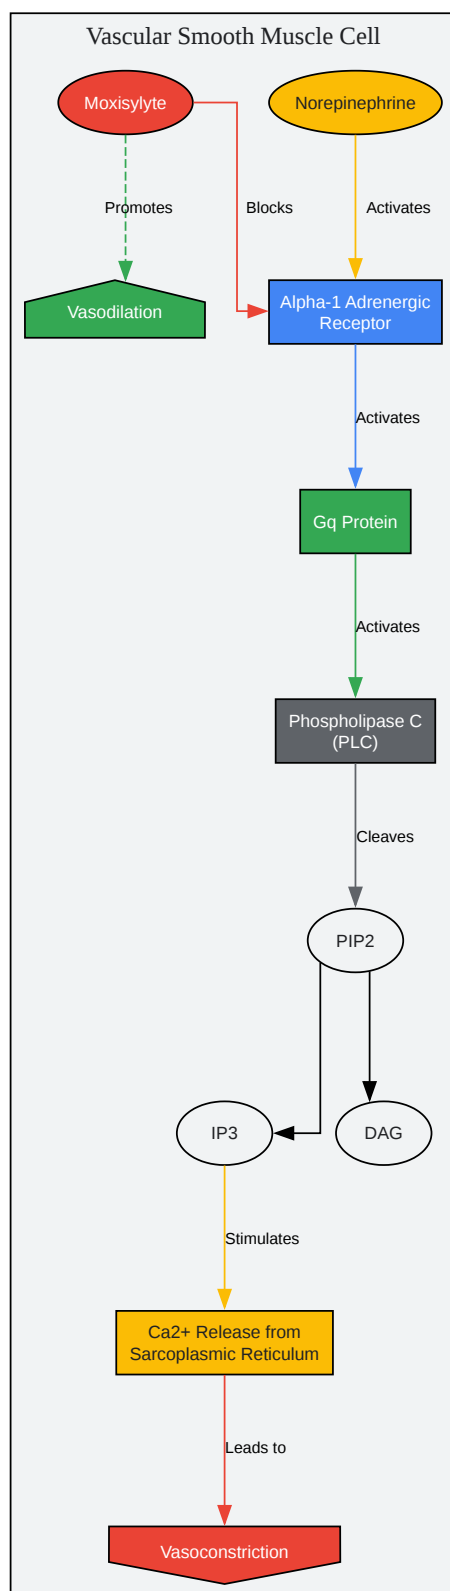 Vascular Smooth Muscle Cell
Moxisylyte
Norepinephrine
Promotes
Blocks
Activates
Vasodilation
Alpha-1 Adrenergic
Receptor
Activates
Gq Protein
Activates
Phospholipase C
(PLC)
Cleaves
PIP2
IP3
DAG
Stimulates
Ca2+ Release from
Sarcoplasmic Reticulum
Leads to
Vasoconstriction